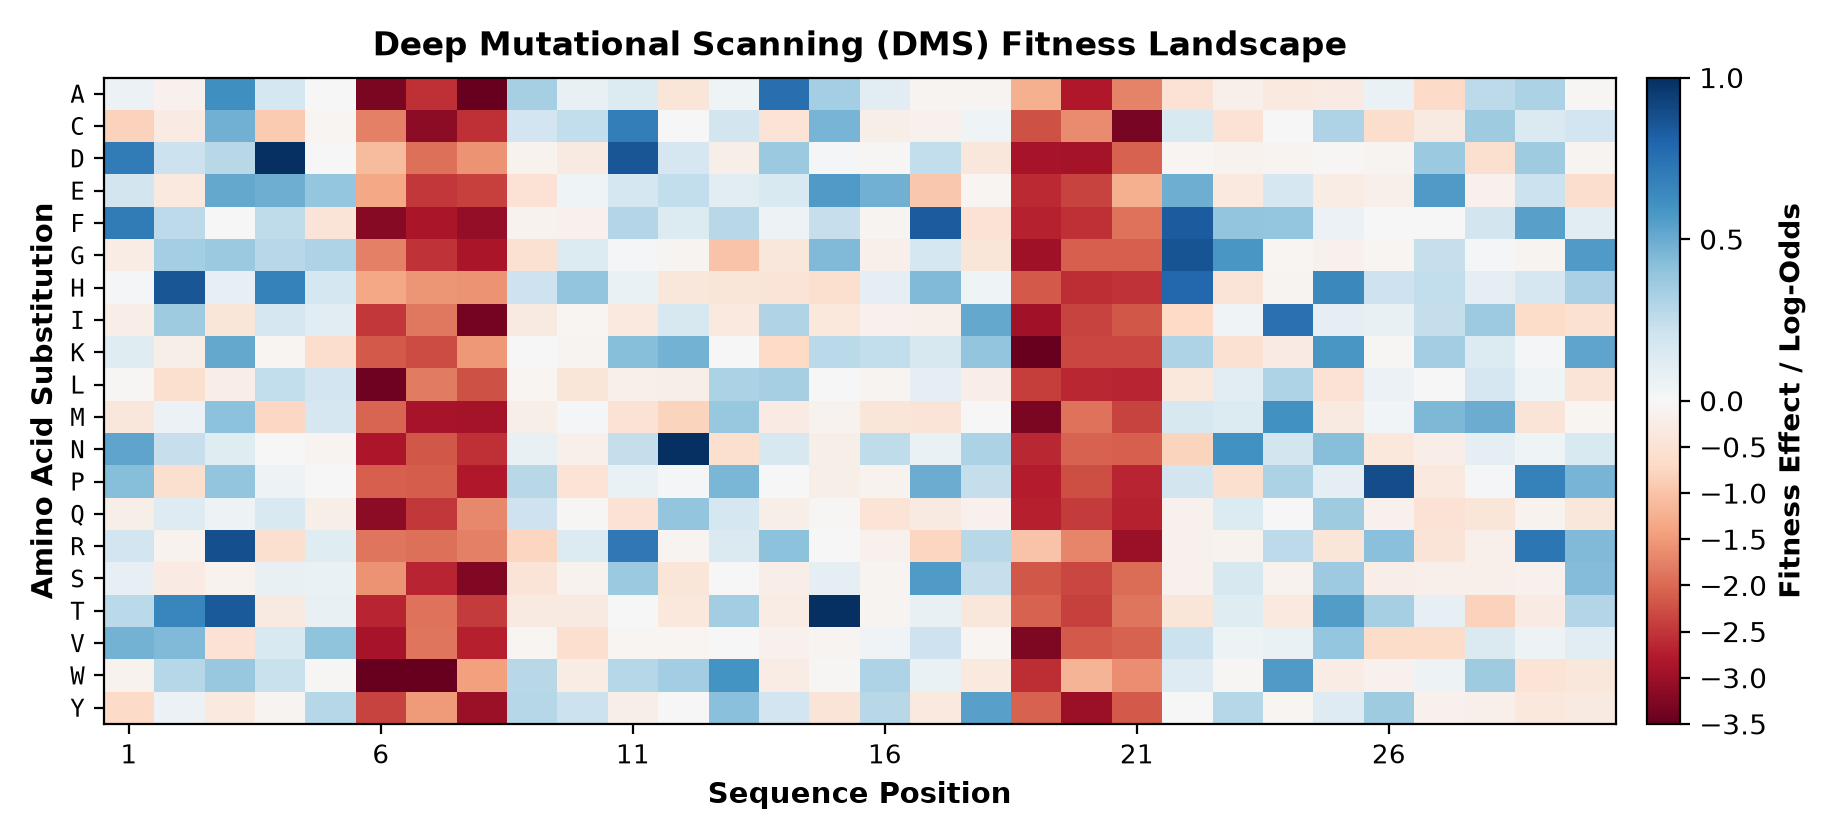 Deep Mutational Scanning (DMS) Fitness Landscape
Amino Acid Substitution
A
C
D
E
F
G
H
I
K
L
M
N
P
Q
R
S
T
V
W
Y
1 6 11 16 21 26
Sequence Position
1.0
0.5
0.0
−0.5
−1.0
−1.5
−2.0
−2.5
−3.0
−3.5
Fitness Effect / Log-Odds